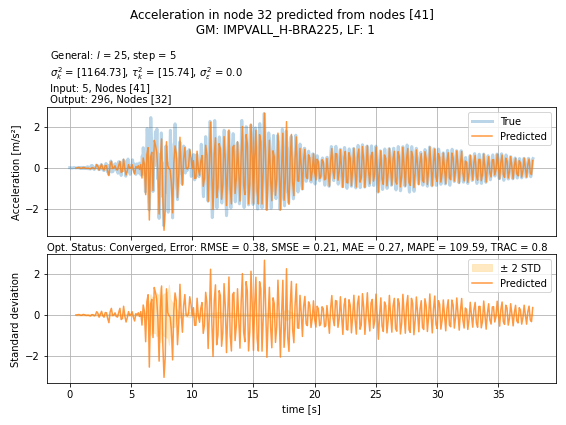 Acceleration in node 32 predicted from nodes [41]
GM: IMPVALL_H-BRA225, LF: 1
General: l = 25, step = 5
σ²ₖ = [1164.73], τ²ₖ = [15.74], σ²ε = 0.0
Input: 5, Nodes [41]
Output: 296, Nodes [32]
True
Predicted
Acceleration [m/s²]
2
0
−2
Opt. Status: Converged, Error: RMSE = 0.38, SMSE = 0.21, MAE = 0.27, MAPE = 109.59, TRAC = 0.8
± 2 STD
Predicted
Standard deviation
2
0
−2
0 5 10 15 20 25 30 35
time [s]